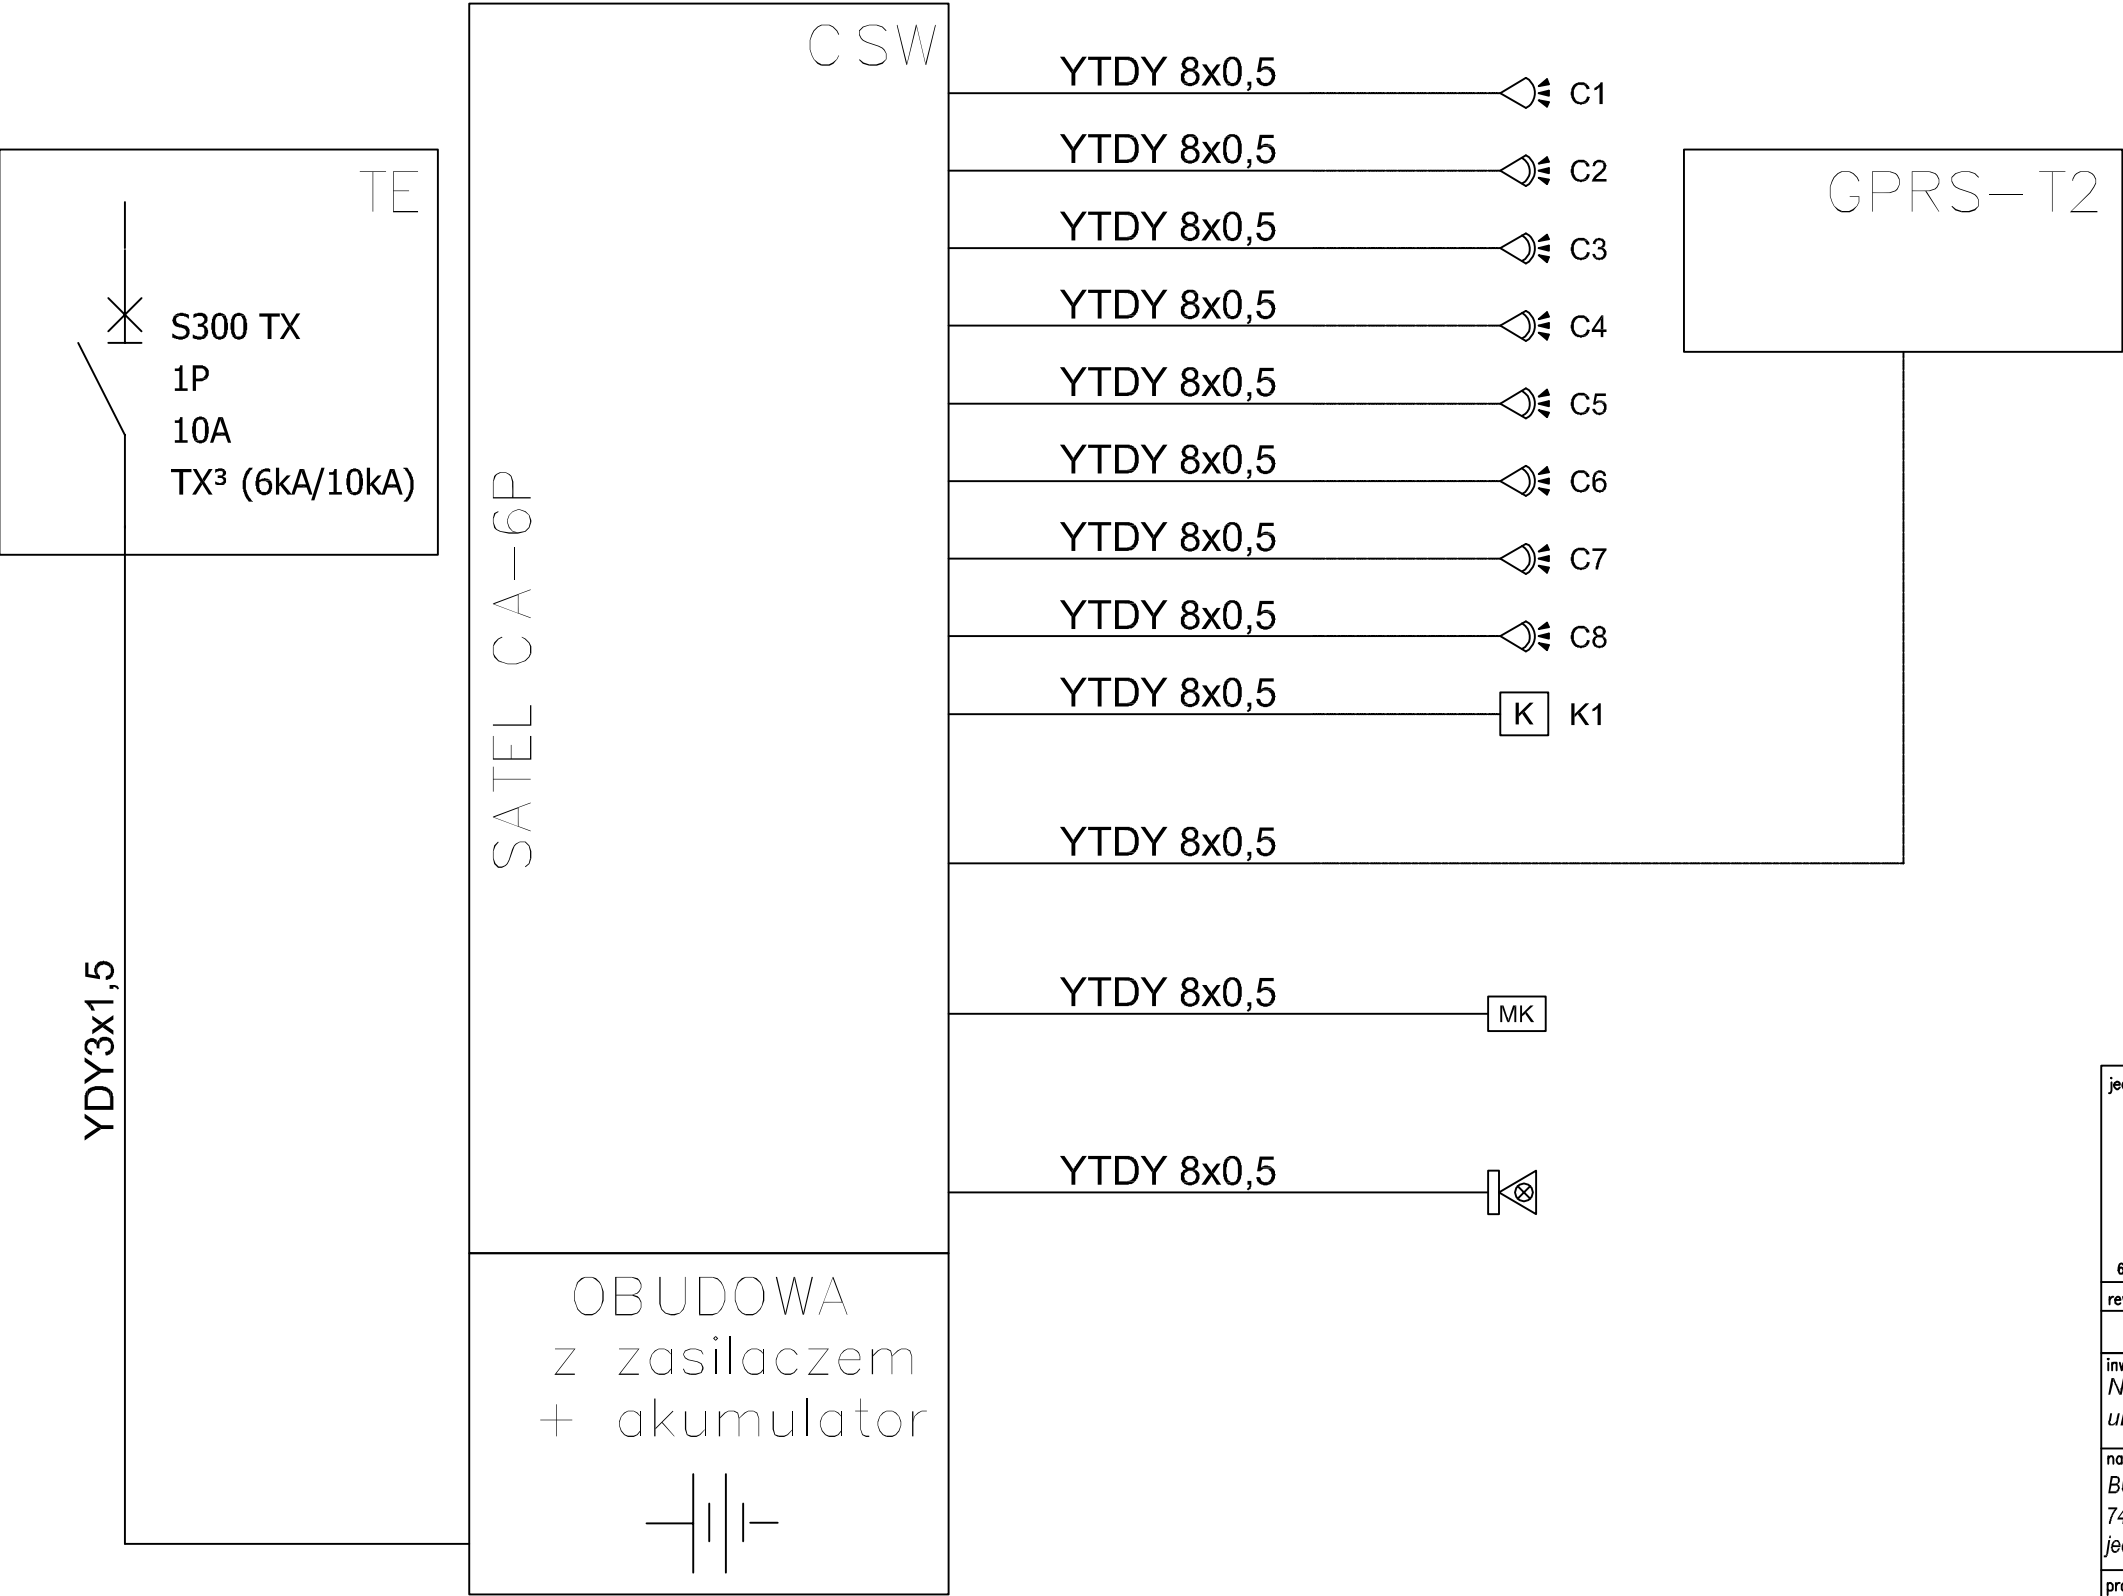 CSW
YTDY 8x0,5
C1
YTDY 8x0,5
C2
TE
GPRS-T2
YTDY 8x0,5
C3
S300 TX
1P
10A
TX³ (6kA/10kA)
YTDY 8x0,5
C4
YTDY 8x0,5
C5
YTDY 8x0,5
C6
YTDY 8x0,5
C7
YTDY 8x0,5
C8
SATEL CA-6P
YTDY 8x0,5
K
K1
YTDY 8x0,5
YDY3x1,5
YTDY 8x0,5
MK
YTDY 8x0,5
OBUDOWA
z zasilaczem
+ akumulator